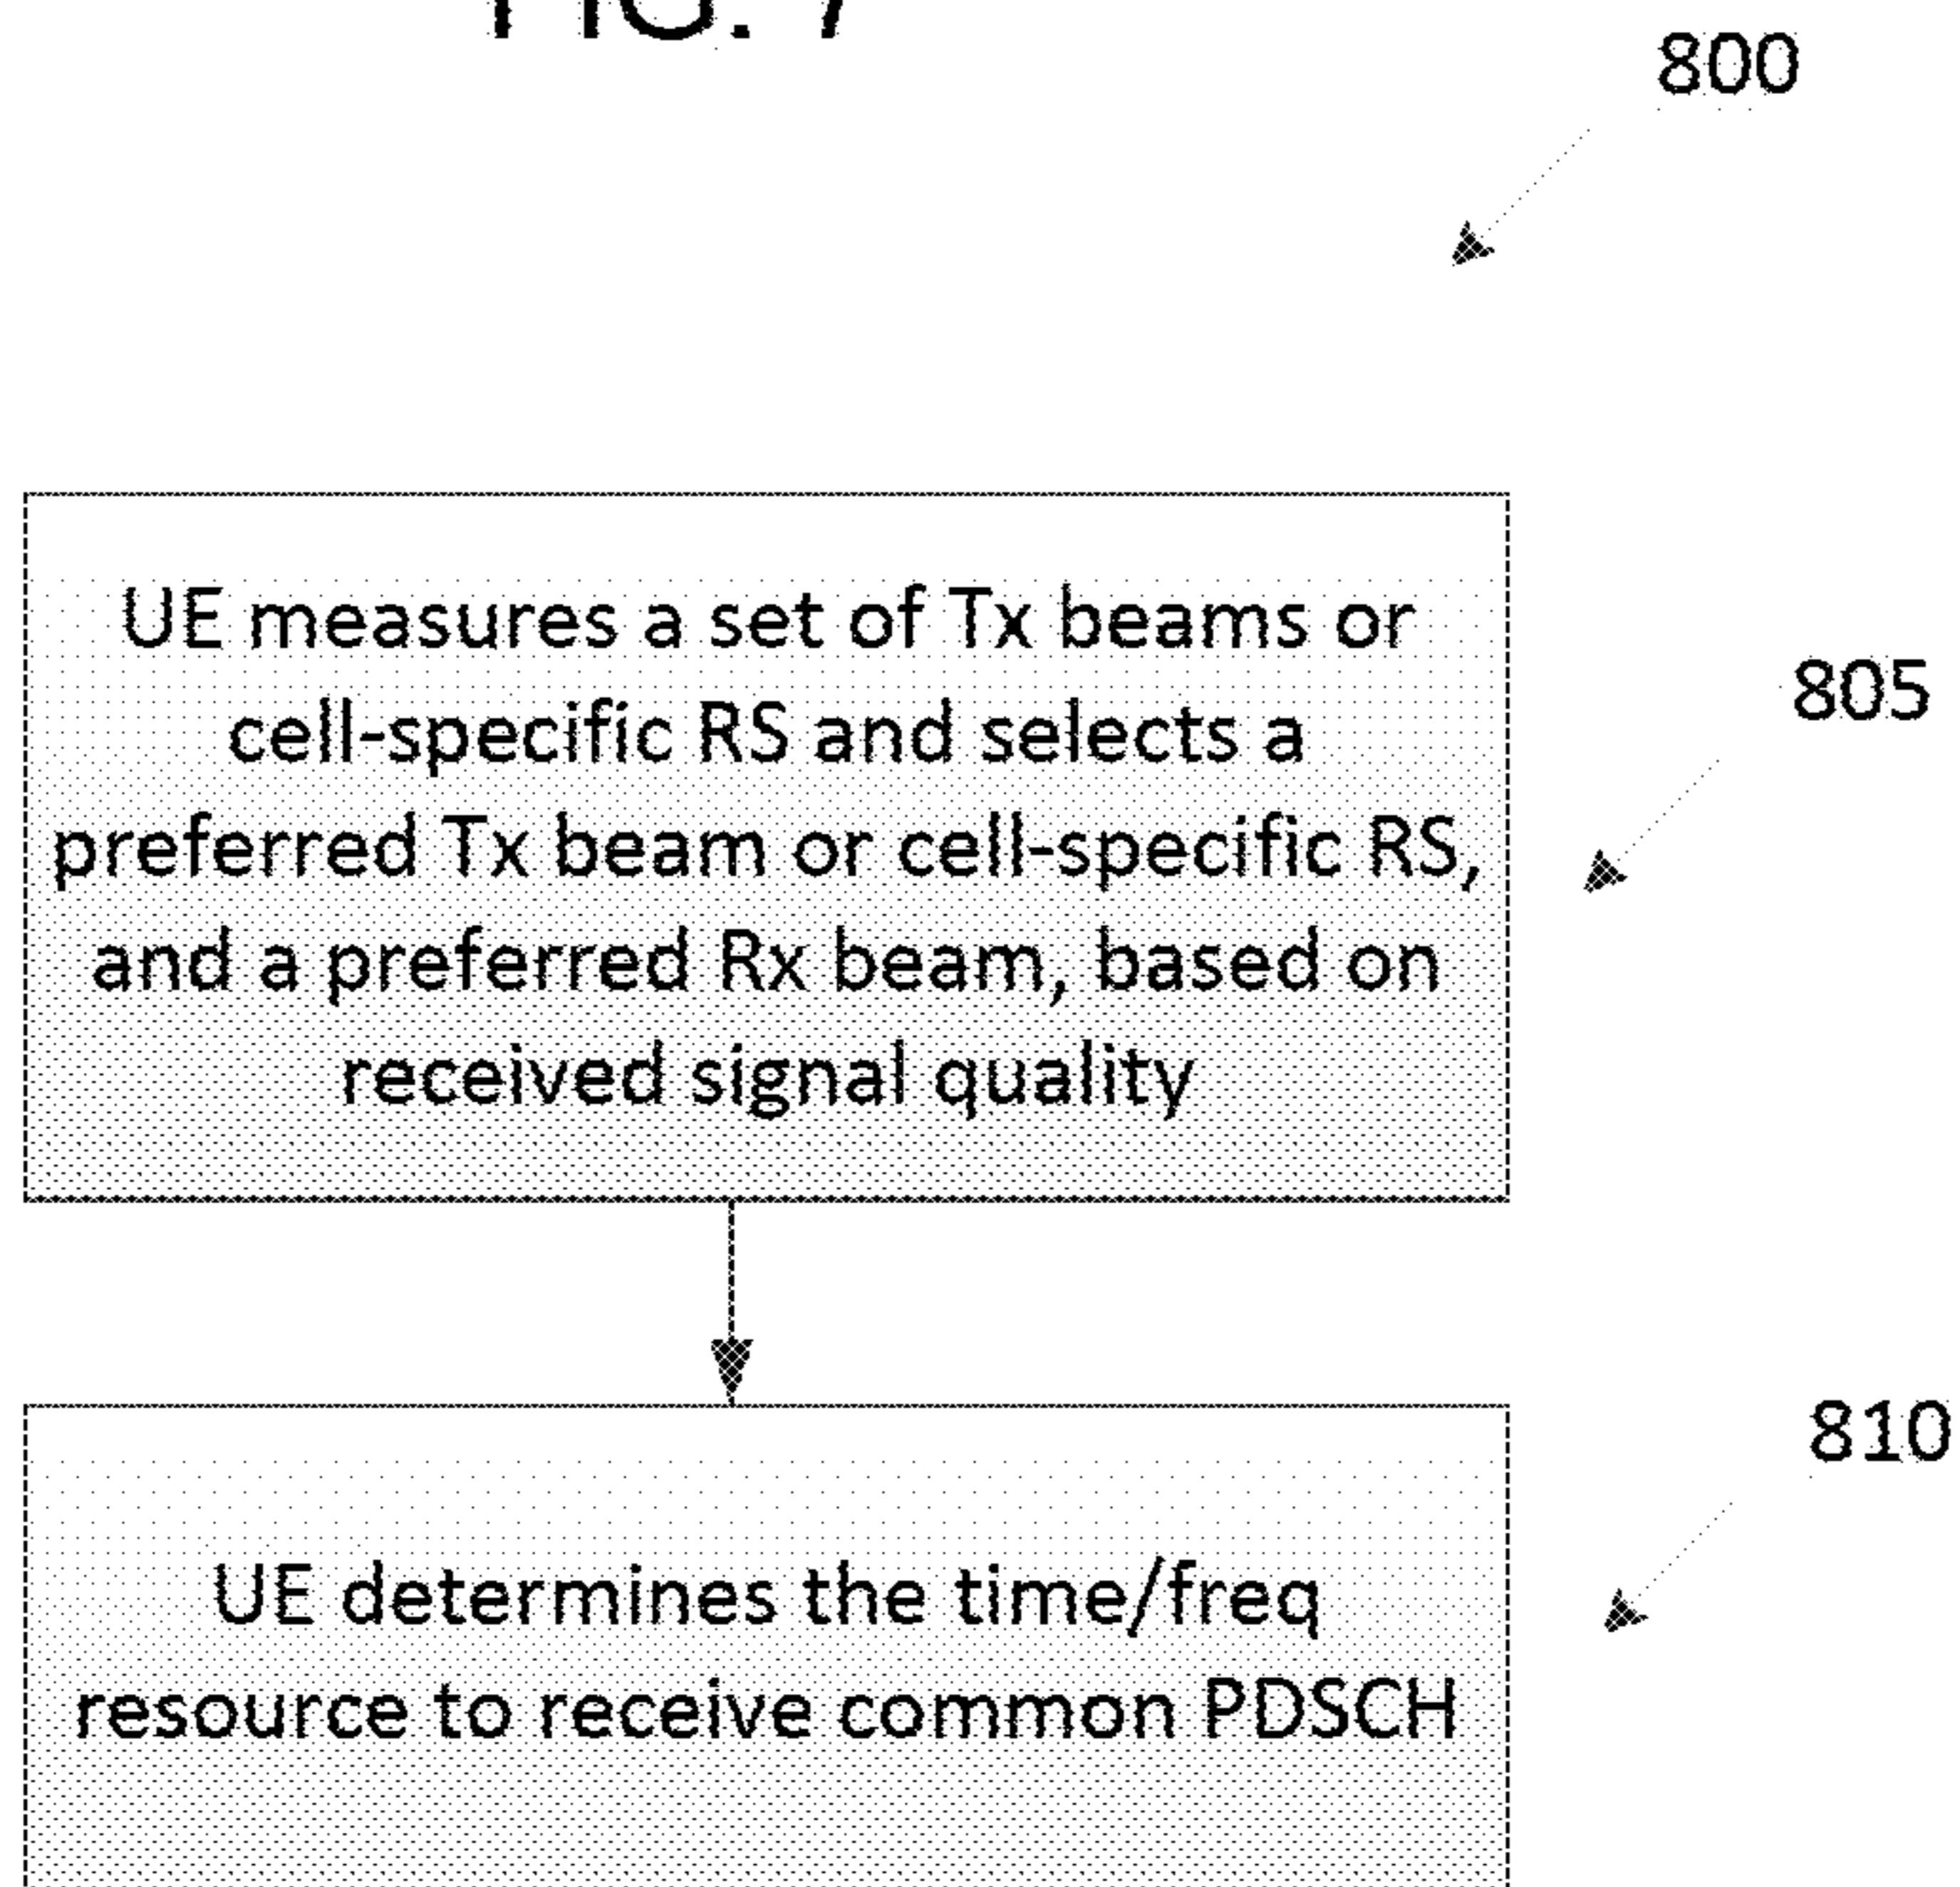 FIG. 7
800
UE measures a set of Tx beams or
cell-specific RS and selects a
preferred Tx beam or cell-specific RS,
and a preferred Rx beam, based on
received signal quality
805
810
UE determines the time/freq
resource to receive common PDSCH